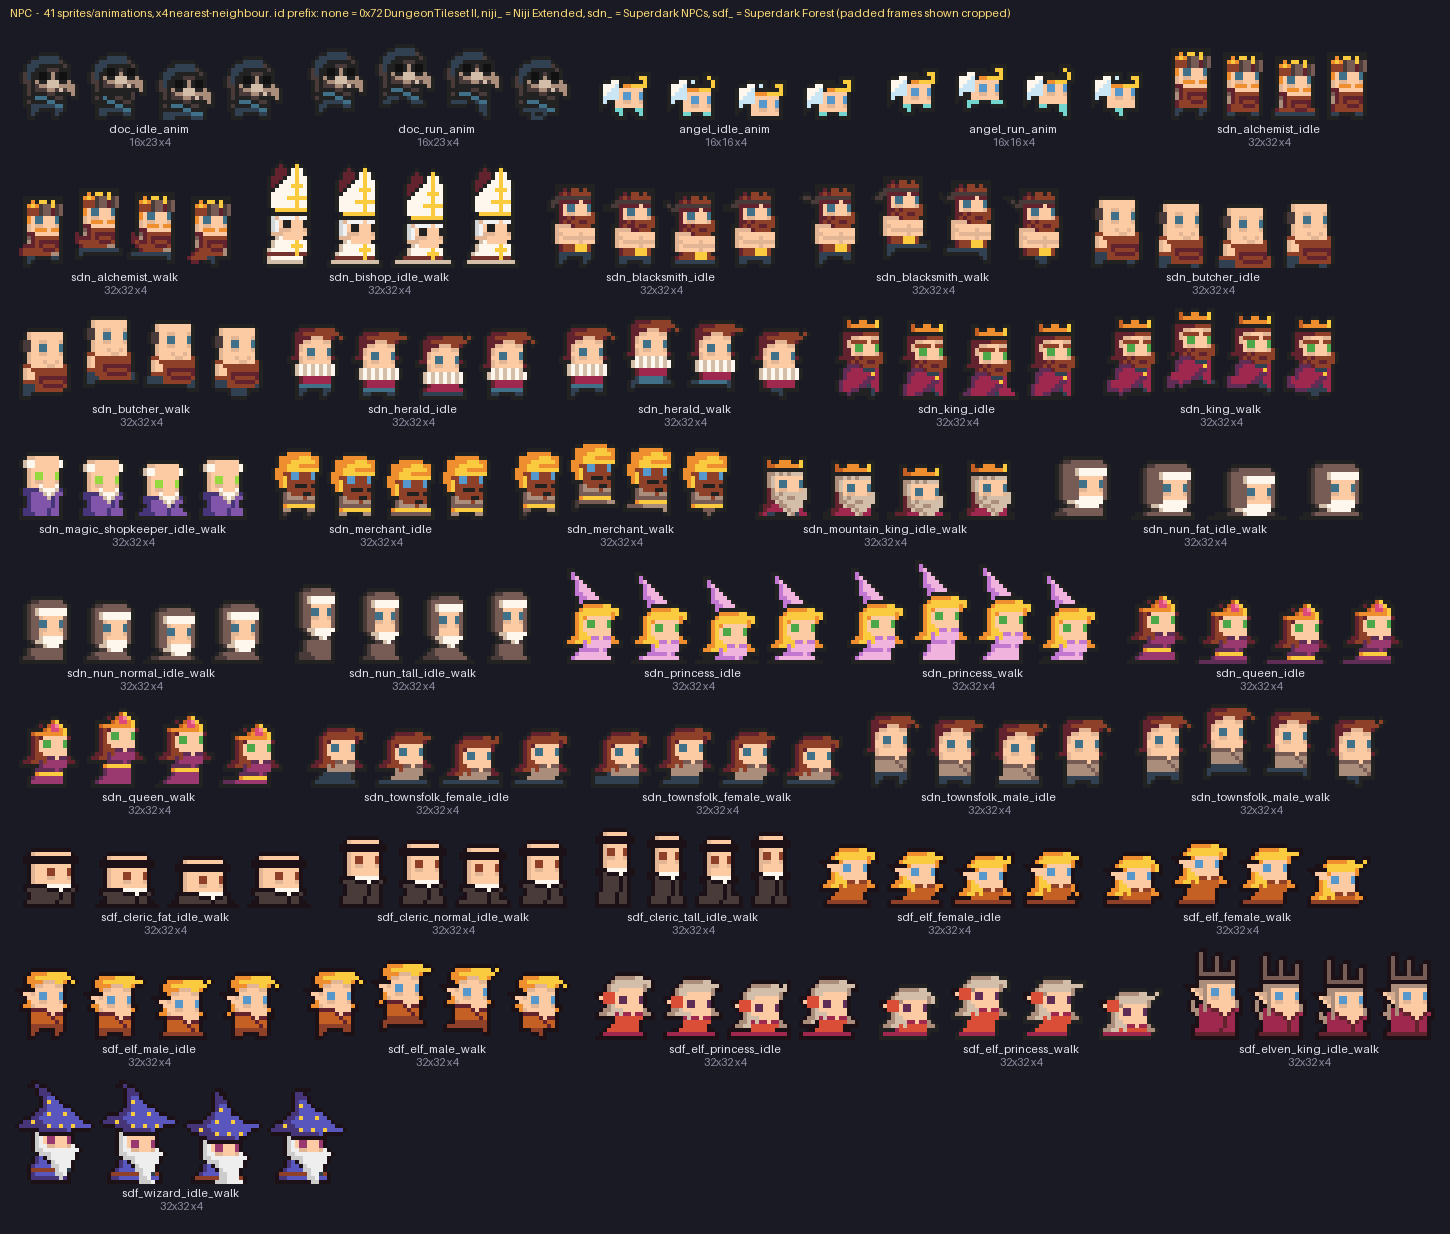 NPC - 41 sprites/animations, x4 nearest-neighbour. id prefix: none = 0x72 DungeonTileset II, niji_ = Niji Extended, sdn_ = Superdark NPCs, sdf_ = Superdark Forest (padded frames shown cropped)
doc_idle_anim doc_run_anim angel_idle_anim angel_run_anim sdn_alchemist_idle
16x23x4 16x23x4 16x16x4 16x16x4 32x32x4
sdn_alchemist_walk sdn_bishop_idle_walk sdn_blacksmith_idle sdn_blacksmith_walk sdn_butcher_idle
32x32x4 32x32x4 32x32x4 32x32x4 32x32x4
sdn_butcher_walk sdn_herald_idle sdn_herald_walk sdn_king_idle sdn_king_walk
32x32x4 32x32x4 32x32x4 32x32x4 32x32x4
sdn_magic_shopkeeper_idle_walk sdn_merchant_idle sdn_merchant_walk sdn_mountain_king_idle_walk sdn_nun_fat_idle_walk
32x32x4 32x32x4 32x32x4 32x32x4 32x32x4
sdn_nun_normal_idle_walk sdn_nun_tall_idle_walk sdn_princess_idle sdn_princess_walk sdn_queen_idle
32x32x4 32x32x4 32x32x4 32x32x4 32x32x4
sdn_queen_walk sdn_townsfolk_female_idle sdn_townsfolk_female_walk sdn_townsfolk_male_idle sdn_townsfolk_male_walk
32x32x4 32x32x4 32x32x4 32x32x4 32x32x4
sdf_cleric_fat_idle_walk sdf_cleric_normal_idle_walk sdf_cleric_tall_idle_walk sdf_elf_female_idle sdf_elf_female_walk
32x32x4 32x32x4 32x32x4 32x32x4 32x32x4
sdf_elf_male_idle sdf_elf_male_walk sdf_elf_princess_idle sdf_elf_princess_walk sdf_elven_king_idle_walk
32x32x4 32x32x4 32x32x4 32x32x4 32x32x4
sdf_wizard_idle_walk
32x32x4